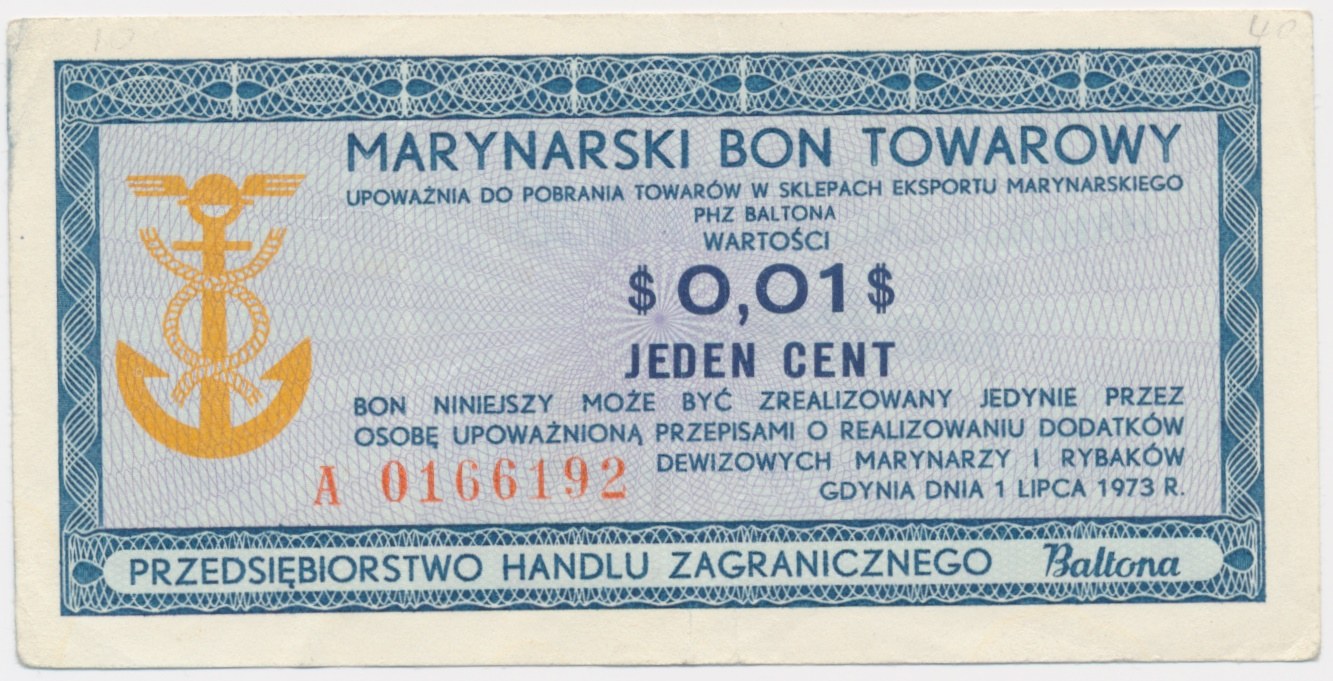 10
40
MARYNARSKI BON TOWAROWY
UPOWAŻNIA DO POBRANIA TOWARÓW W SKLEPACH EKSPORTU MARYNARSKIEGO
PHZ BALTONA
WARTOŚCI
$ 0,01 $
JEDEN CENT
BON NINIEJSZY MOŻE BYĆ ZREALIZOWANY JEDYNIE PRZEZ
OSOBĘ UPOWAŻNIONĄ PRZEPISAMI O REALIZOWANIU DODATKÓW
DEWIZOWYCH MARYNARZY I RYBAKÓW
A 0166192
GDYNIA DNIA 1 LIPCA 1973 R.
PRZEDSIĘBIORSTWO HANDLU ZAGRANICZNEGO Baltona